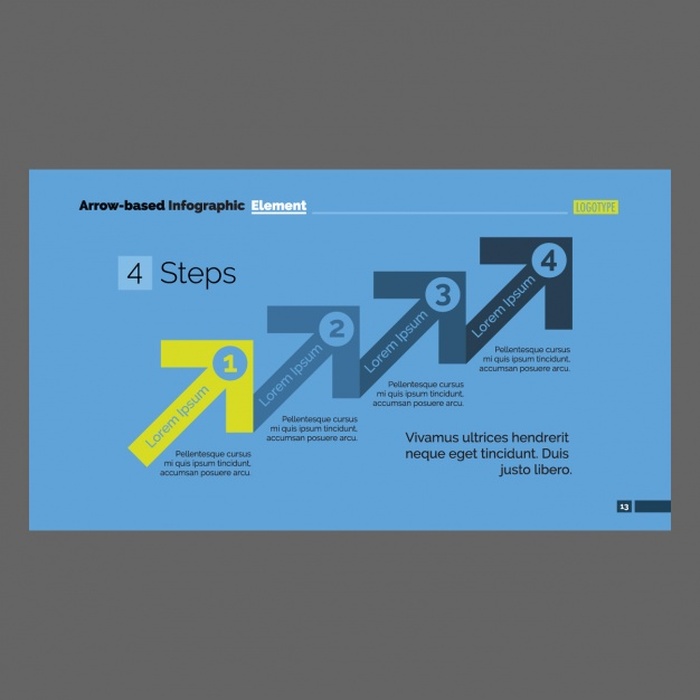 Arrow-based Infographic Element
LOGOTYPE
4 Steps
1
Lorem Ipsum
Pellentesque cursus
mi quis ipsum tincidunt,
accumsan posuere arcu.
2
Lorem Ipsum
Pellentesque cursus
mi quis ipsum tincidunt,
accumsan posuere arcu.
3
Lorem Ipsum
Pellentesque cursus
mi quis ipsum tincidunt,
accumsan posuere arcu.
4
Lorem Ipsum
Pellentesque cursus
mi quis ipsum tincidunt,
accumsan posuere arcu.
Vivamus ultrices hendrerit
neque eget tincidunt. Duis
justo libero.
13